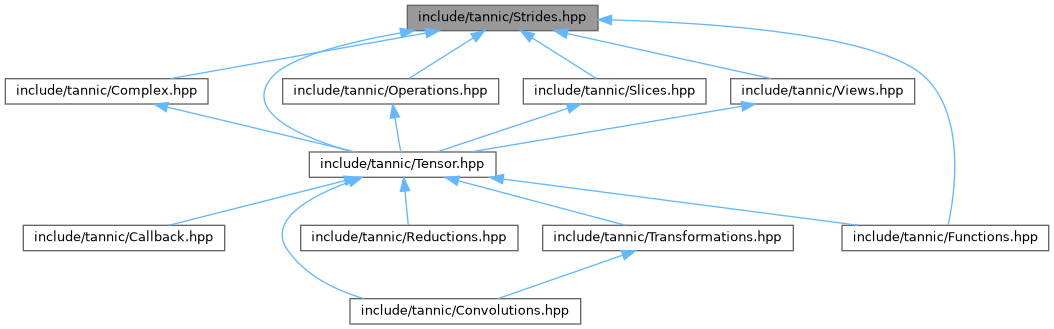 include/tannic/Strides.hpp
include/tannic/Complex.hpp
include/tannic/Operations.hpp
include/tannic/Slices.hpp
include/tannic/Views.hpp
include/tannic/Tensor.hpp
include/tannic/Callback.hpp
include/tannic/Reductions.hpp
include/tannic/Transformations.hpp
include/tannic/Functions.hpp
include/tannic/Convolutions.hpp